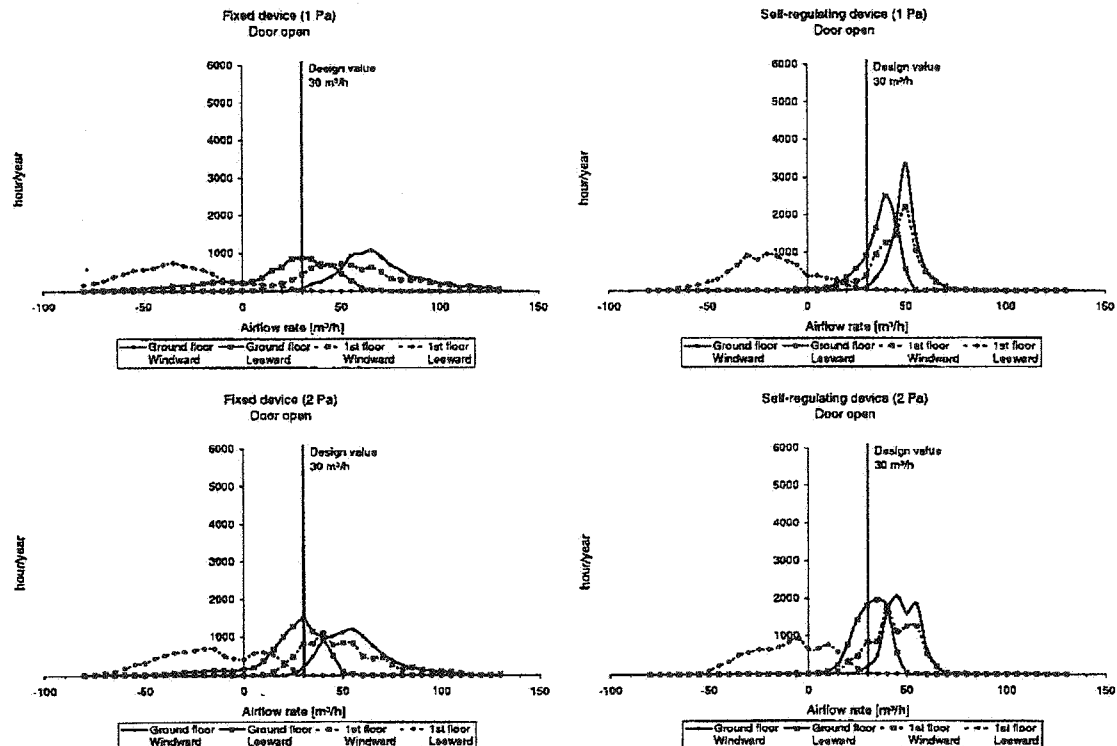 Fixed device (1 Pa)
Door open
6000
5000
4000
3000
2000
1000
0
Design value
30 m³/h
hour/year
-100
-50
0
50
100
150
Airflow rate [m³/h]
Ground floor Windward
Ground floor Leeward
1st floor Windward
1st floor Leeward
Self-regulating device (1 Pa)
Door open
6000
5000
4000
3000
2000
1000
0
Design value
30 m³/h
hour/year
-100
-50
0
50
100
150
Airflow rate [m³/h]
Ground floor Windward
Ground floor Leeward
1st floor Windward
1st floor Leeward
Fixed device (2 Pa)
Door open
6000
5000
4000
3000
2000
1000
0
Design value
30 m³/h
hour/year
-100
-50
0
50
100
150
Airflow rate [m³/h]
Ground floor Windward
Ground floor Leeward
1st floor Windward
1st floor Leeward
Self-regulating device (2 Pa)
Door open
6000
5000
4000
3000
2000
1000
0
Design value
30 m³/h
hour/year
-100
-50
0
50
100
150
Airflow rate [m³/h]
Ground floor Windward
Ground floor Leeward
1st floor Windward
1st floor Leeward